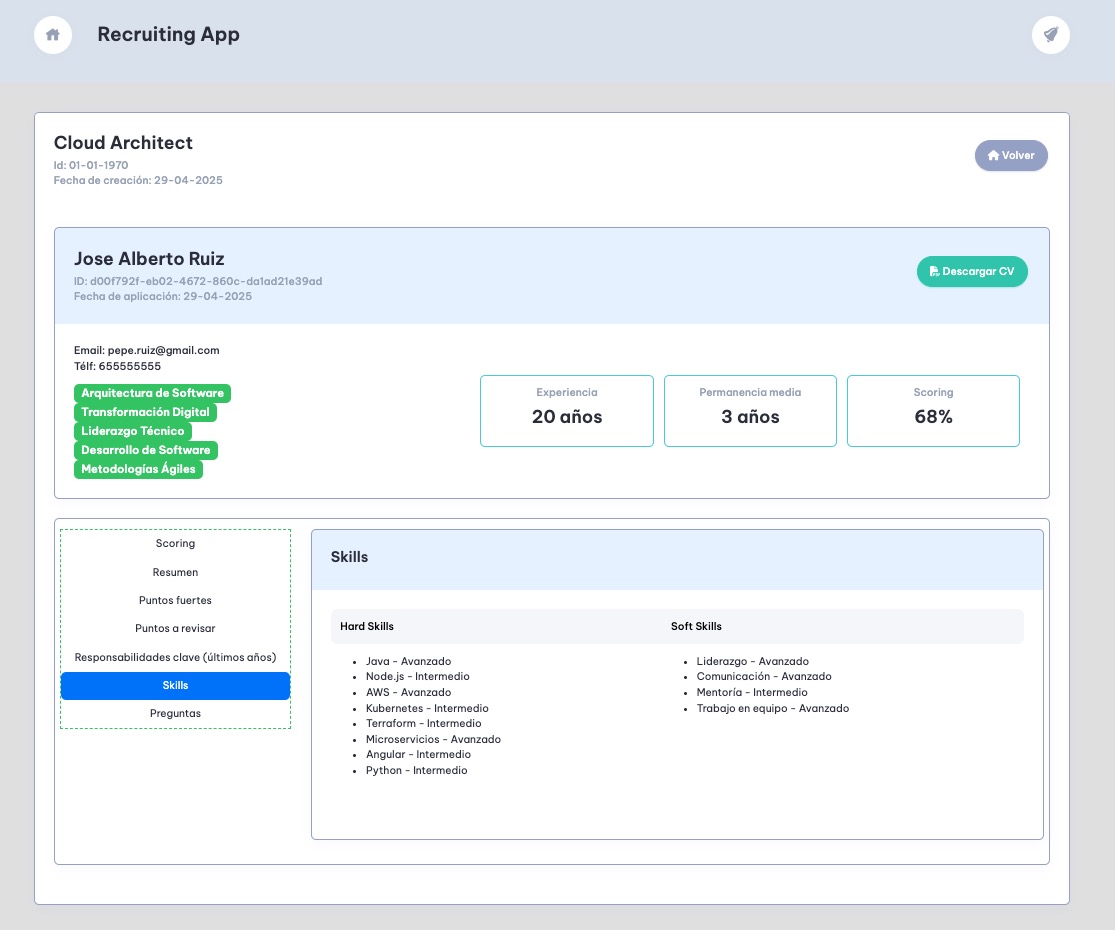 Recruiting App
Cloud Architect
Id: 01-01-1970
Fecha de creación: 29-04-2025
Volver
Jose Alberto Ruiz
ID: d00f792f-eb02-4672-860c-da1ad21e39ad
Fecha de aplicación: 29-04-2025
Descargar CV
Email: pepe.ruiz@gmail.com
Télf: 655555555
Arquitectura de Software
Transformación Digital
Liderazgo Técnico
Desarrollo de Software
Metodologías Ágiles
Experiencia
20 años
Permanencia media
3 años
Scoring
68%
Scoring
Resumen
Puntos fuertes
Puntos a revisar
Responsabilidades clave (últimos años)
Skills
Preguntas
Skills
Hard Skills
Java - Avanzado
Node.js - Intermedio
AWS - Avanzado
Kubernetes - Intermedio
Terraform - Intermedio
Microservicios - Avanzado
Angular - Intermedio
Python - Intermedio
Soft Skills
Liderazgo - Avanzado
Comunicación - Avanzado
Mentoría - Intermedio
Trabajo en equipo - Avanzado